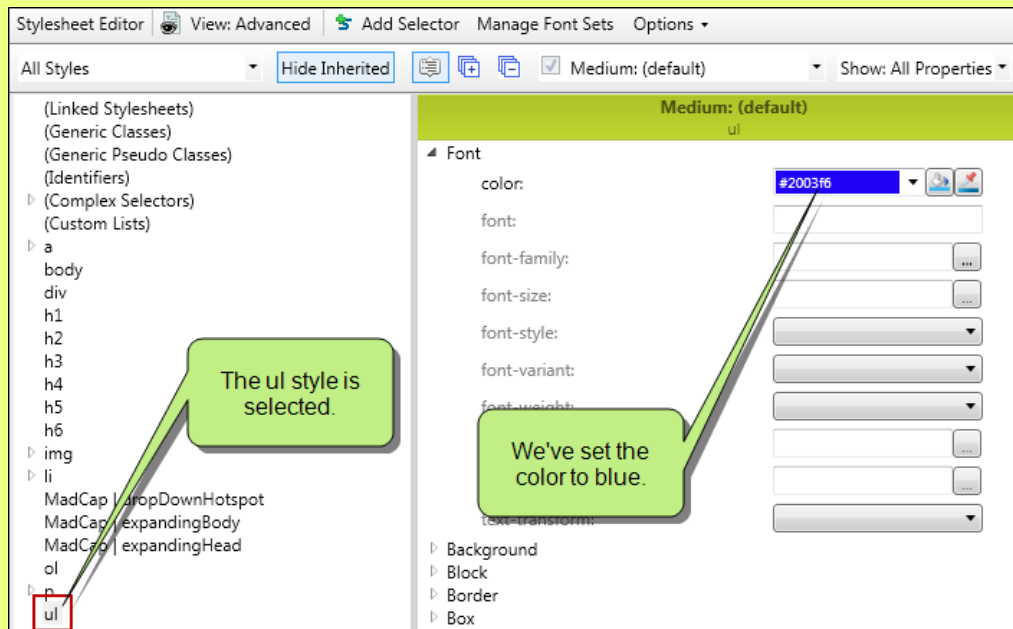 Stylesheet Editor View: Advanced Add Selector Manage Font Sets Options
All Styles Hide Inherited Medium: (default) Show: All Properties
(Linked Stylesheets)
(Generic Classes)
(Generic Pseudo Classes)
(Identifiers)
(Complex Selectors)
(Custom Lists)
a
body
div
h1
h2
h3
h4
h5
h6
img
li
MadCap | dropDownHotspot
MadCap | expandingBody
MadCap | expandingHead
ol
p
ul
The ul style is
selected.
Medium: (default)
ul
Font
color: #2003f6
font:
font-family: ...
font-size: ...
font-style:
font-variant:
font-weight:
...
...
text-transform:
We've set the
color to blue.
Background
Block
Border
Box